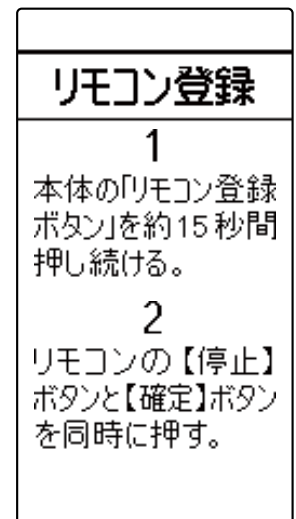 リモコン登録
1
本体の「リモコン登録
ボタン」を約15秒間
押し続ける。
2
リモコンの【停止】
ボタンと【確定】ボタン
を同時に押す。